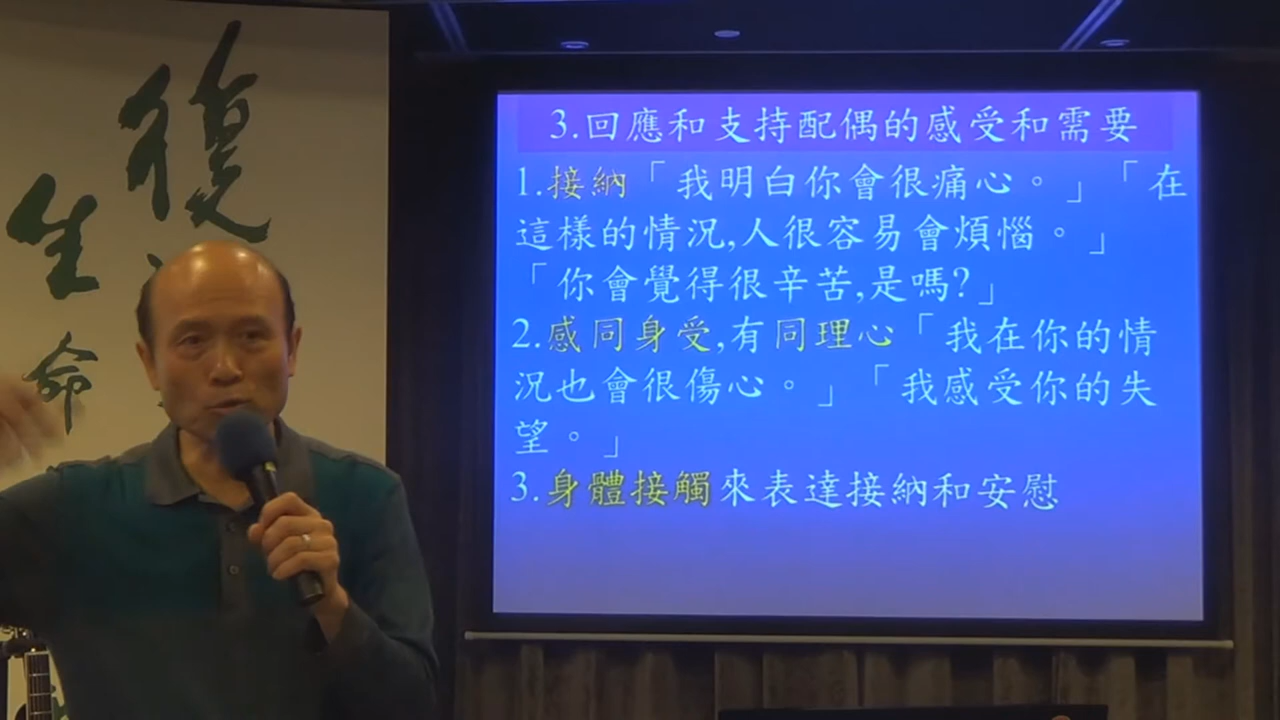 復
生
命
3.回應和支持配偶的感受和需要
1.接納「我明白你會很痛心。」「在
這樣的情況,人很容易會煩惱。」
「你會覺得很辛苦,是嗎?」
2.感同身受,有同理心「我在你的情
況也會很傷心。」「我感受你的失
望。」
3.身體接觸來表達接納和安慰